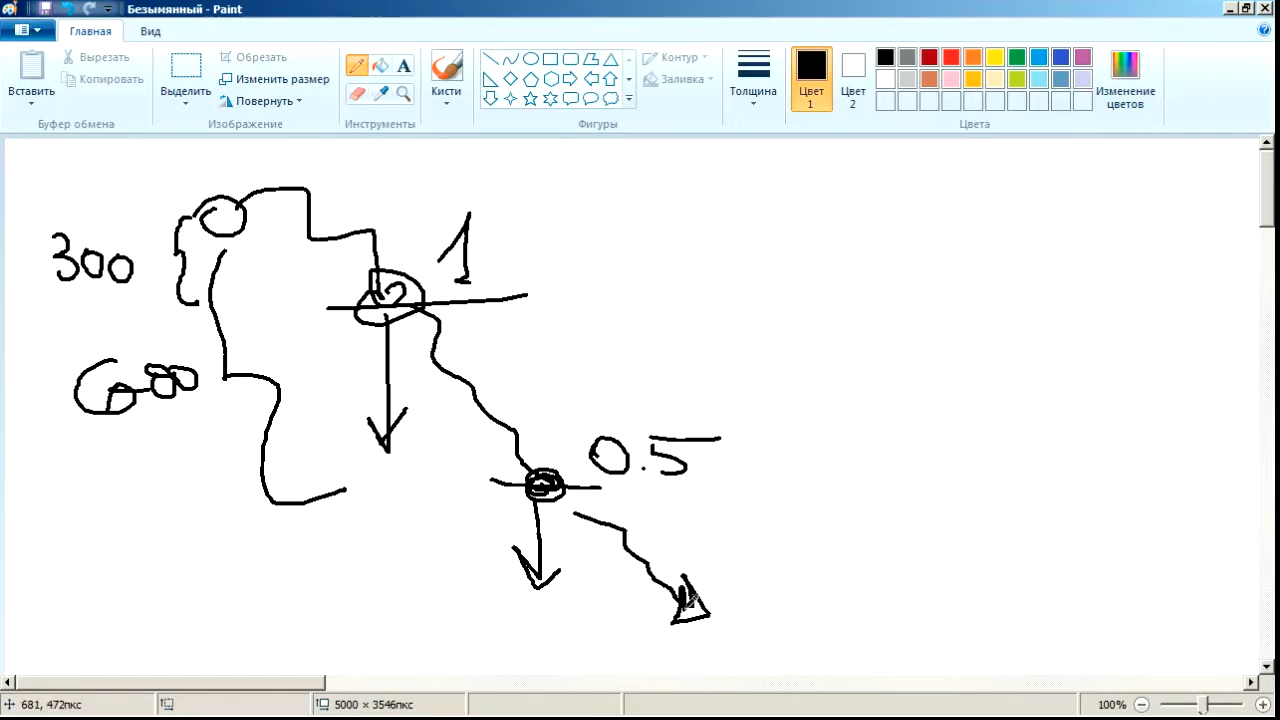 Безымянный - Paint
Главная Вид
Вставить
Вырезать
Копировать
Буфер обмена
Выделить
Обрезать
Изменить размер
Повернуть
Изображение
A
Инструменты
Кисти
Контур
Заливка
Фигуры
Толщина
Цвет 1
Цвет 2
Изменение цветов
Цвета
300
1
600
0.5
681, 472пкс
5000 × 3546пкс
100%